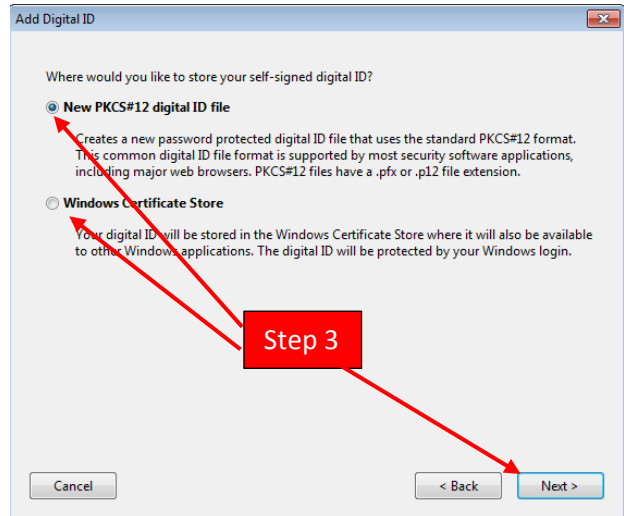 Add Digital ID
Where would you like to store your self-signed digital ID?
New PKCS#12 digital ID file
Creates a new password protected digital ID file that uses the standard PKCS#12 format.
This common digital ID file format is supported by most security software applications,
including major web browsers. PKCS#12 files have a .pfx or .p12 file extension.
Windows Certificate Store
Your digital ID will be stored in the Windows Certificate Store where it will also be available
to other Windows applications. The digital ID will be protected by your Windows login.
Step 3
Cancel
< Back
Next >